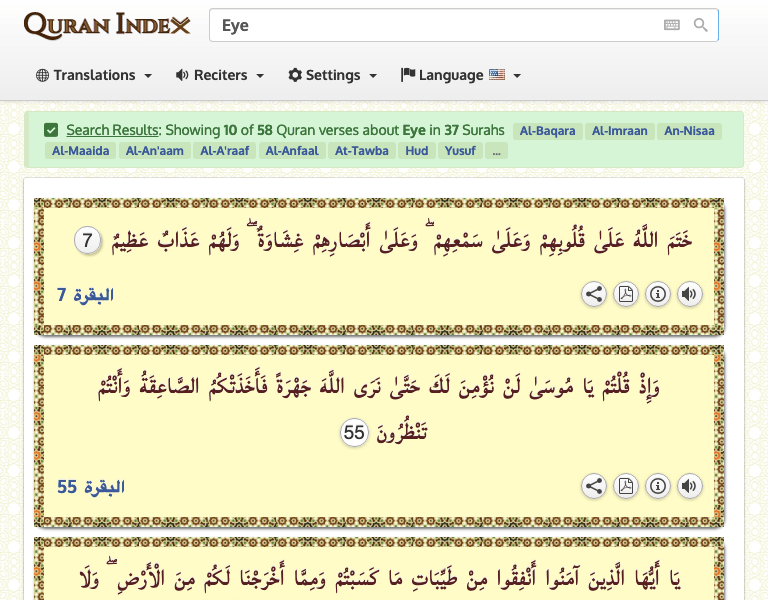 QURAN INDEX
Eye
Translations
Reciters
Settings
Language
Search Results: Showing 10 of 58 Quran verses about Eye in 37 Surahs Al-Baqara Al-Imraan An-Nisaa
Al-Maaida Al-An'aam Al-A'raaf Al-Anfaal At-Tawba Hud Yusuf ...
خَتَمَ اللَّهُ عَلَىٰ قُلُوبِهِمْ وَعَلَىٰ سَمْعِهِمْ ۖ وَعَلَىٰ أَبْصَارِهِمْ غِشَاوَةٌ ۖ وَلَهُمْ عَذَابٌ عَظِيمٌ 7
البقرة 7
وَإِذْ قُلْتُمْ يَا مُوسَىٰ لَنْ نُؤْمِنَ لَكَ حَتَّىٰ نَرَى اللَّهَ جَهْرَةً فَأَخَذَتْكُمُ الصَّاعِقَةُ وَأَنْتُمْ
تَنْظُرُونَ 55
البقرة 55
يَا أَيُّهَا الَّذِينَ آمَنُوا أَنْفِقُوا مِنْ طَيِّبَاتِ مَا كَسَبْتُمْ وَمِمَّا أَخْرَجْنَا لَكُمْ مِنَ الْأَرْضِ ۖ وَلَا